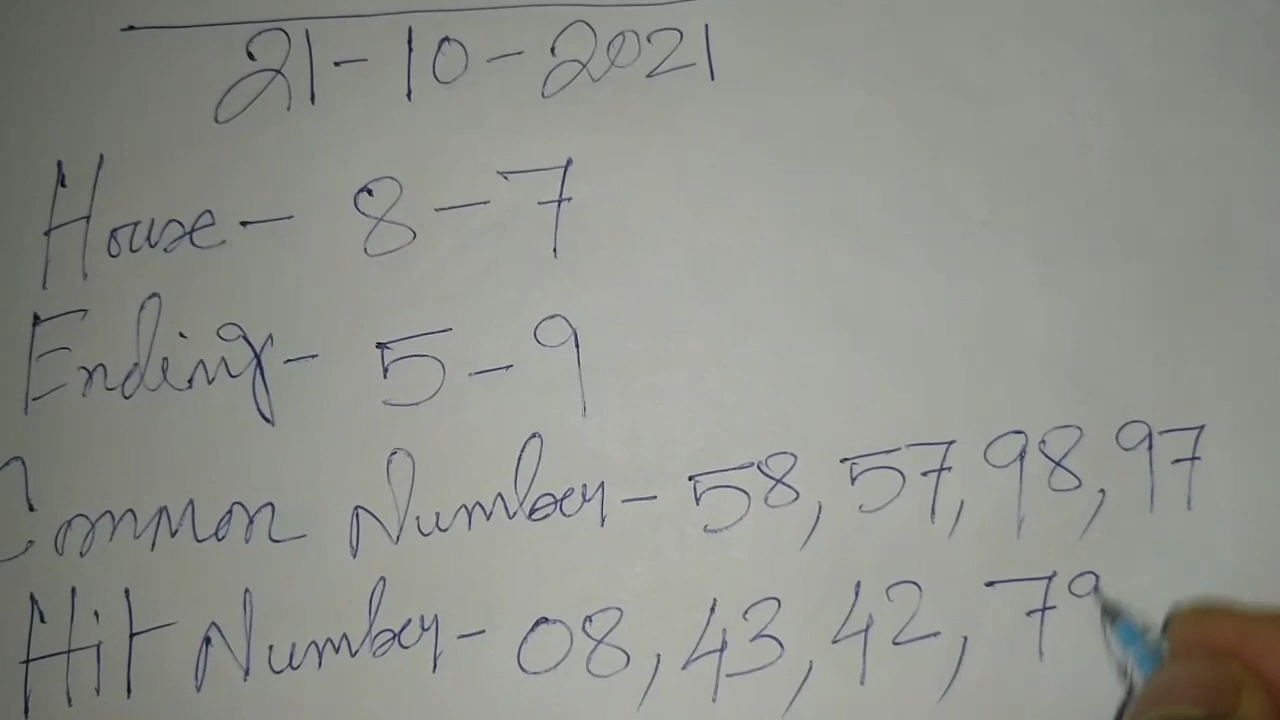 21-10-2021
House- 8-7
Ending- 5-9
Common Number- 58, 57, 98, 97
Hit Number- 08, 43, 42, 79